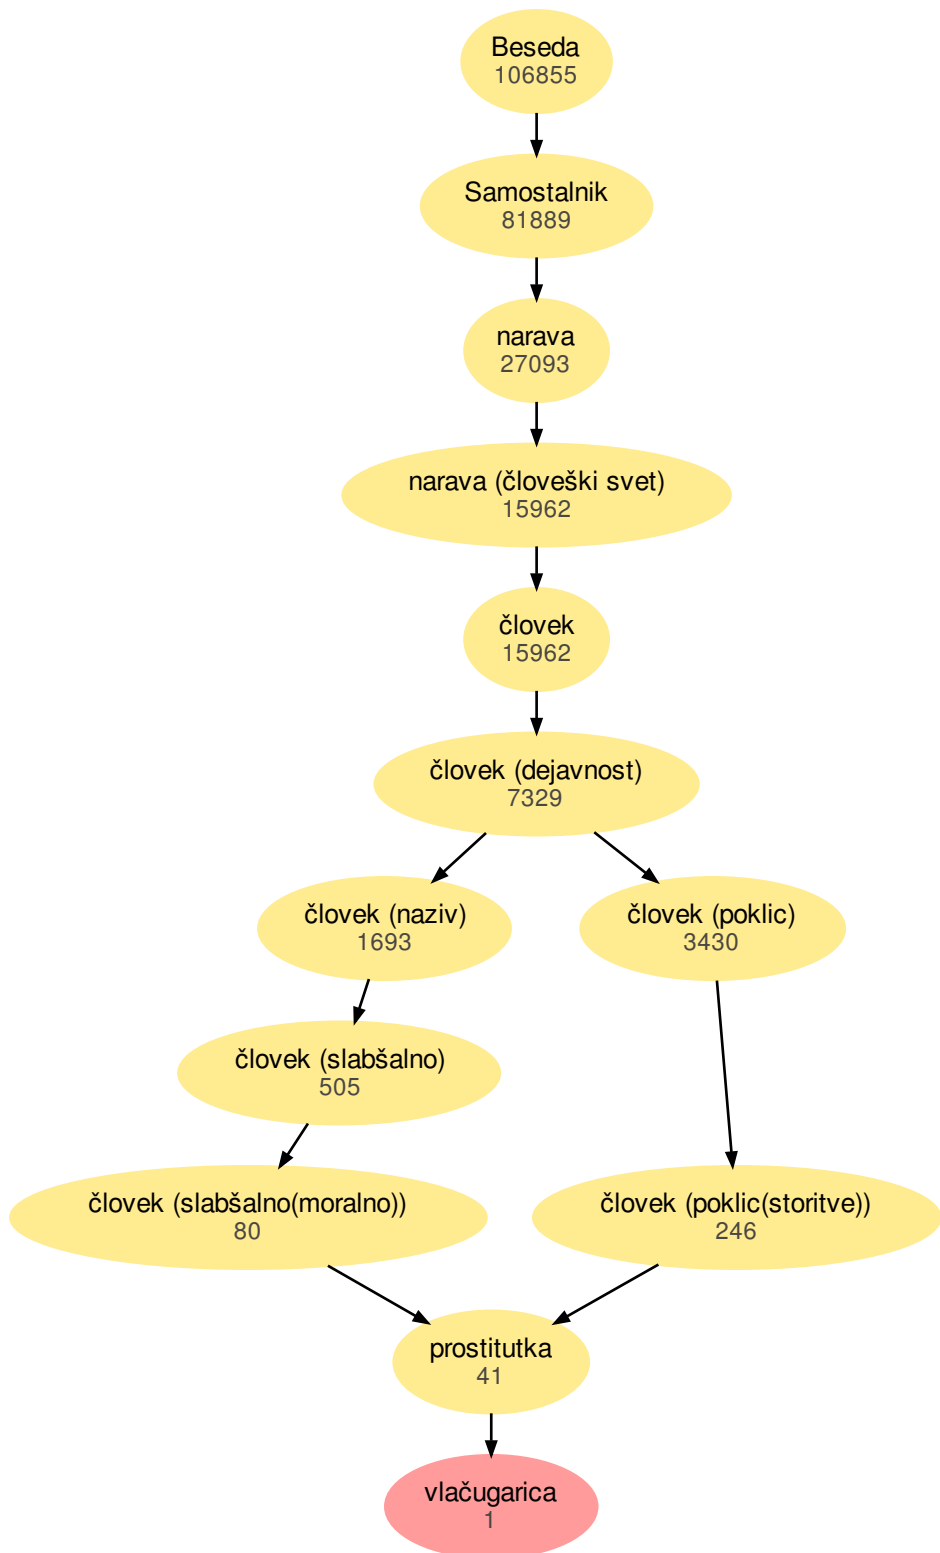 Beseda
106855
Samostalnik
81889
narava
27093
narava (človeški svet)
15962
človek
15962
človek (dejavnost)
7329
človek (naziv)
1693
človek (poklic)
3430
človek (slabšalno)
505
človek (slabšalno(moralno))
80
človek (poklic(storitve))
246
prostitutka
41
vlačugarica
1